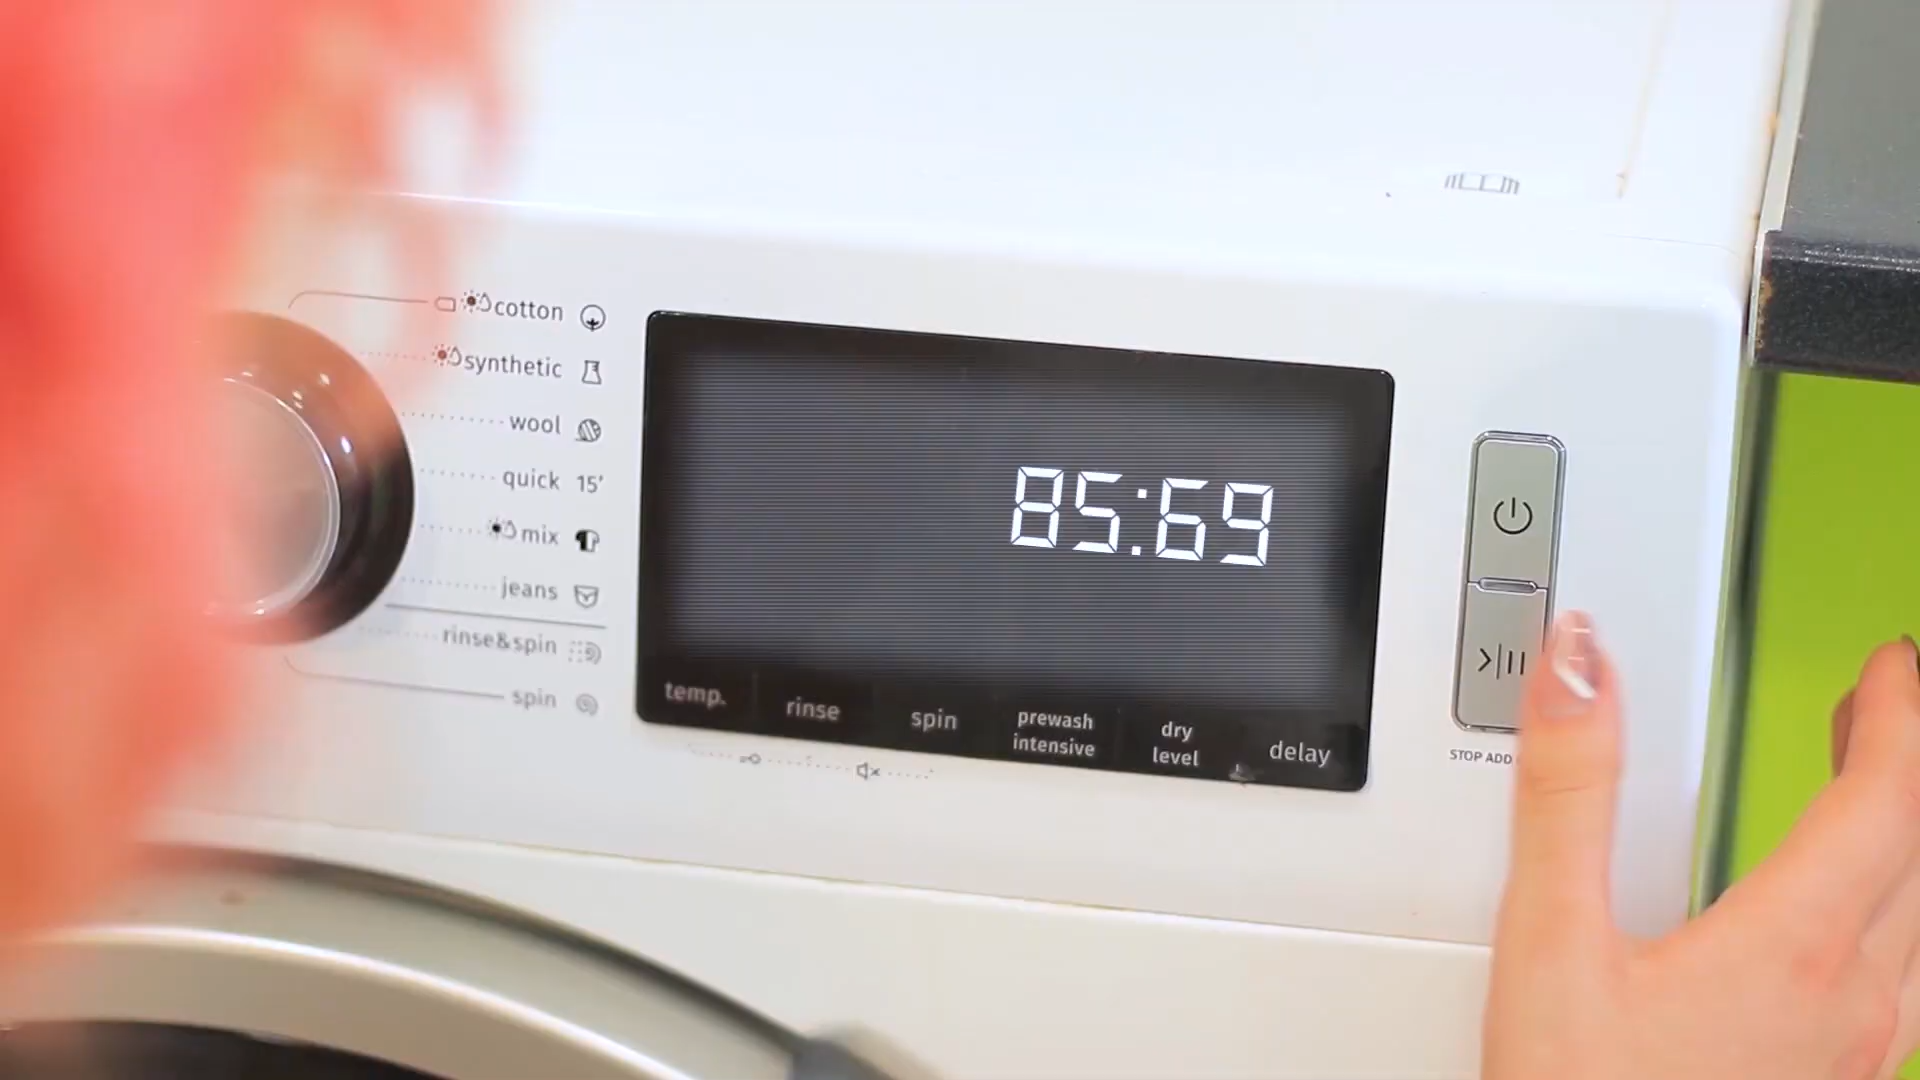 cotton
synthetic
wool
quick 15'
mix
jeans
rinse&spin
spin
85:69
temp.
rinse
spin
prewash
intensive
dry
level
delay
STOP ADD